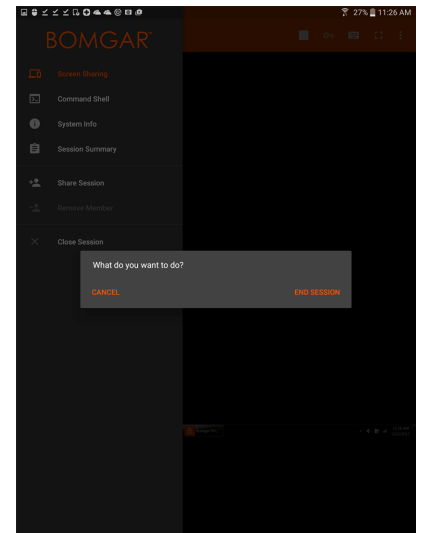 27% 11:26 AM
BOMGAR
Screen Sharing
Command Shell
System Info
Session Summary
Share Session
Remove Member
Close Session
What do you want to do?
CANCEL
END SESSION